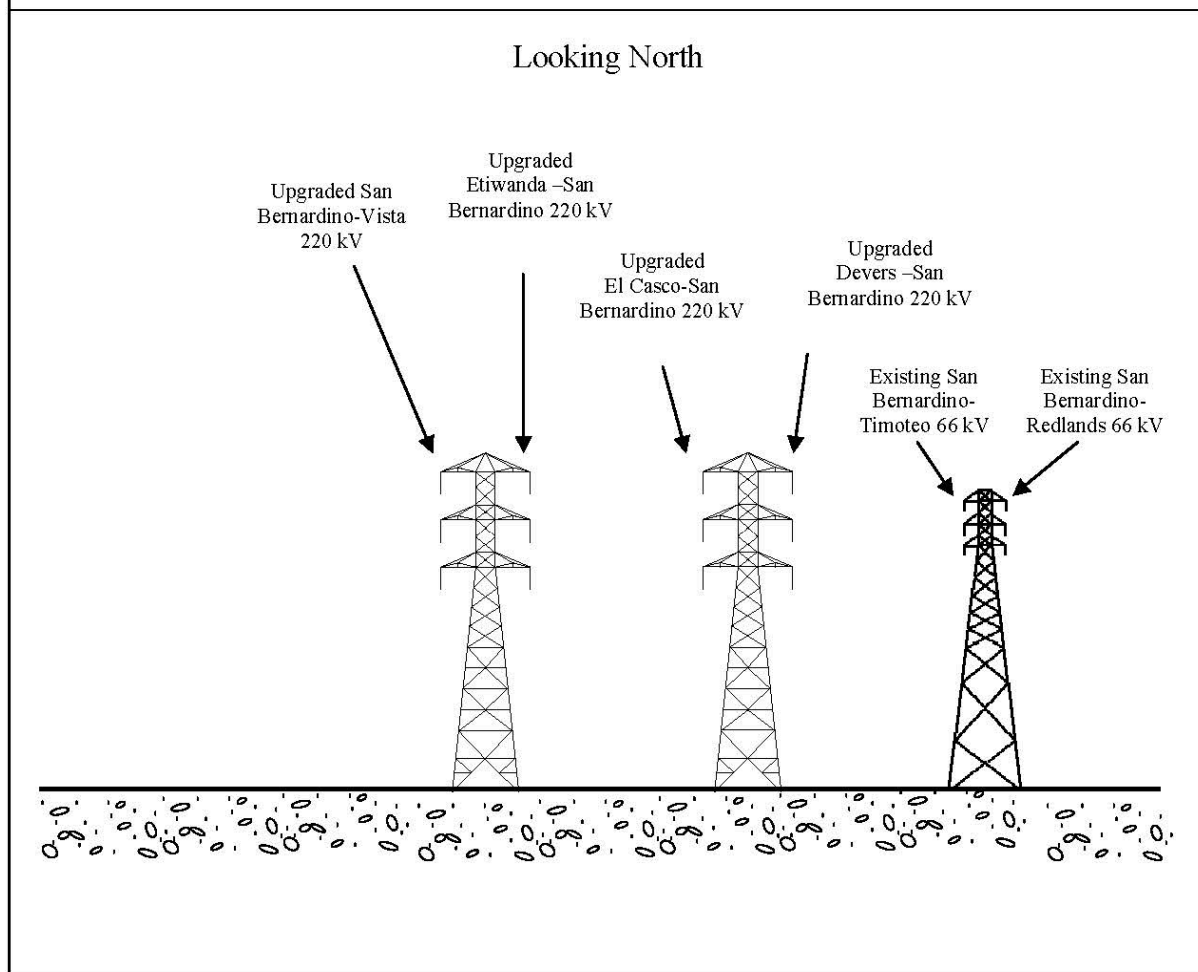 Looking North
Upgraded San
Bernardino-Vista
220 kV
Upgraded
Etiwanda –San
Bernardino 220 kV
Upgraded
El Casco-San
Bernardino 220 kV
Upgraded
Devers –San
Bernardino 220 kV
Existing San
Bernardino-
Timoteo 66 kV
Existing San
Bernardino-
Redlands 66 kV